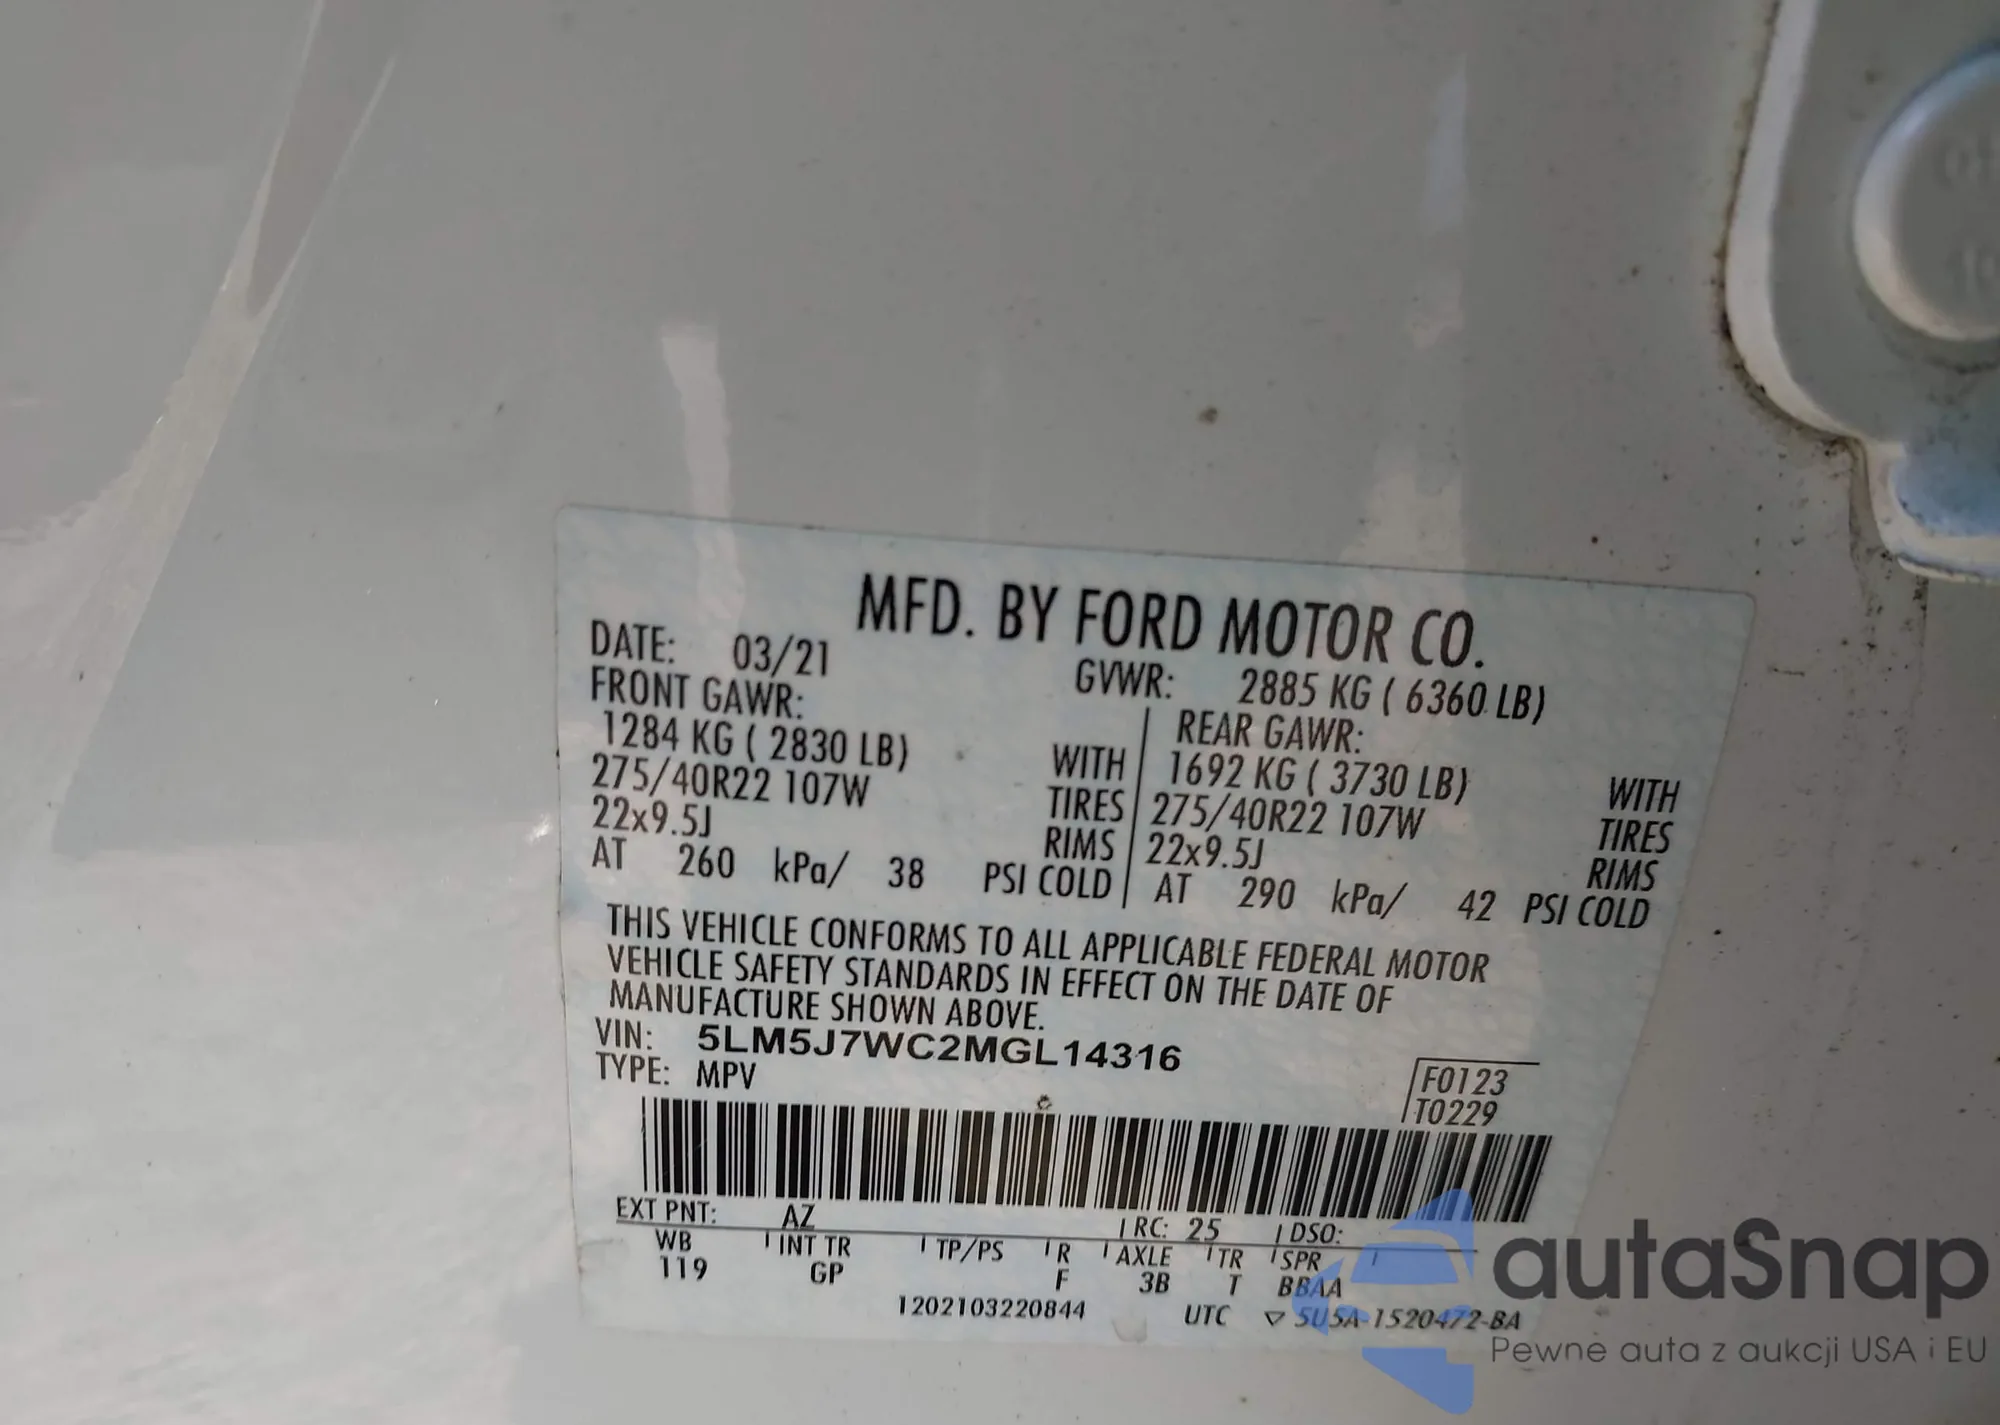 MFD. BY FORD MOTOR CO.
DATE: 03/21
GVWR: 2885 KG ( 6360 LB)
FRONT GAWR:
1284 KG ( 2830 LB) WITH
275/40R22 107W TIRES
22x9.5J RIMS
AT 260 kPa/ 38 PSI COLD
REAR GAWR:
1692 KG ( 3730 LB) WITH
275/40R22 107W TIRES
22x9.5J RIMS
AT 290 kPa/ 42 PSI COLD
THIS VEHICLE CONFORMS TO ALL APPLICABLE FEDERAL MOTOR
VEHICLE SAFETY STANDARDS IN EFFECT ON THE DATE OF
MANUFACTURE SHOWN ABOVE.
VIN: 5LM5J7WC2MGL14316
TYPE: MPV
F0123
T0229
EXT PNT: AZ RC: 25 DSO:
WB INT TR TP/PS R AXLE TR SPR
119 GP F 3B T BBAA
1202103220844 UTC ▽ 5U5A-1520472-BA
autaSnap
Pewne auta z aukcji USA i EU